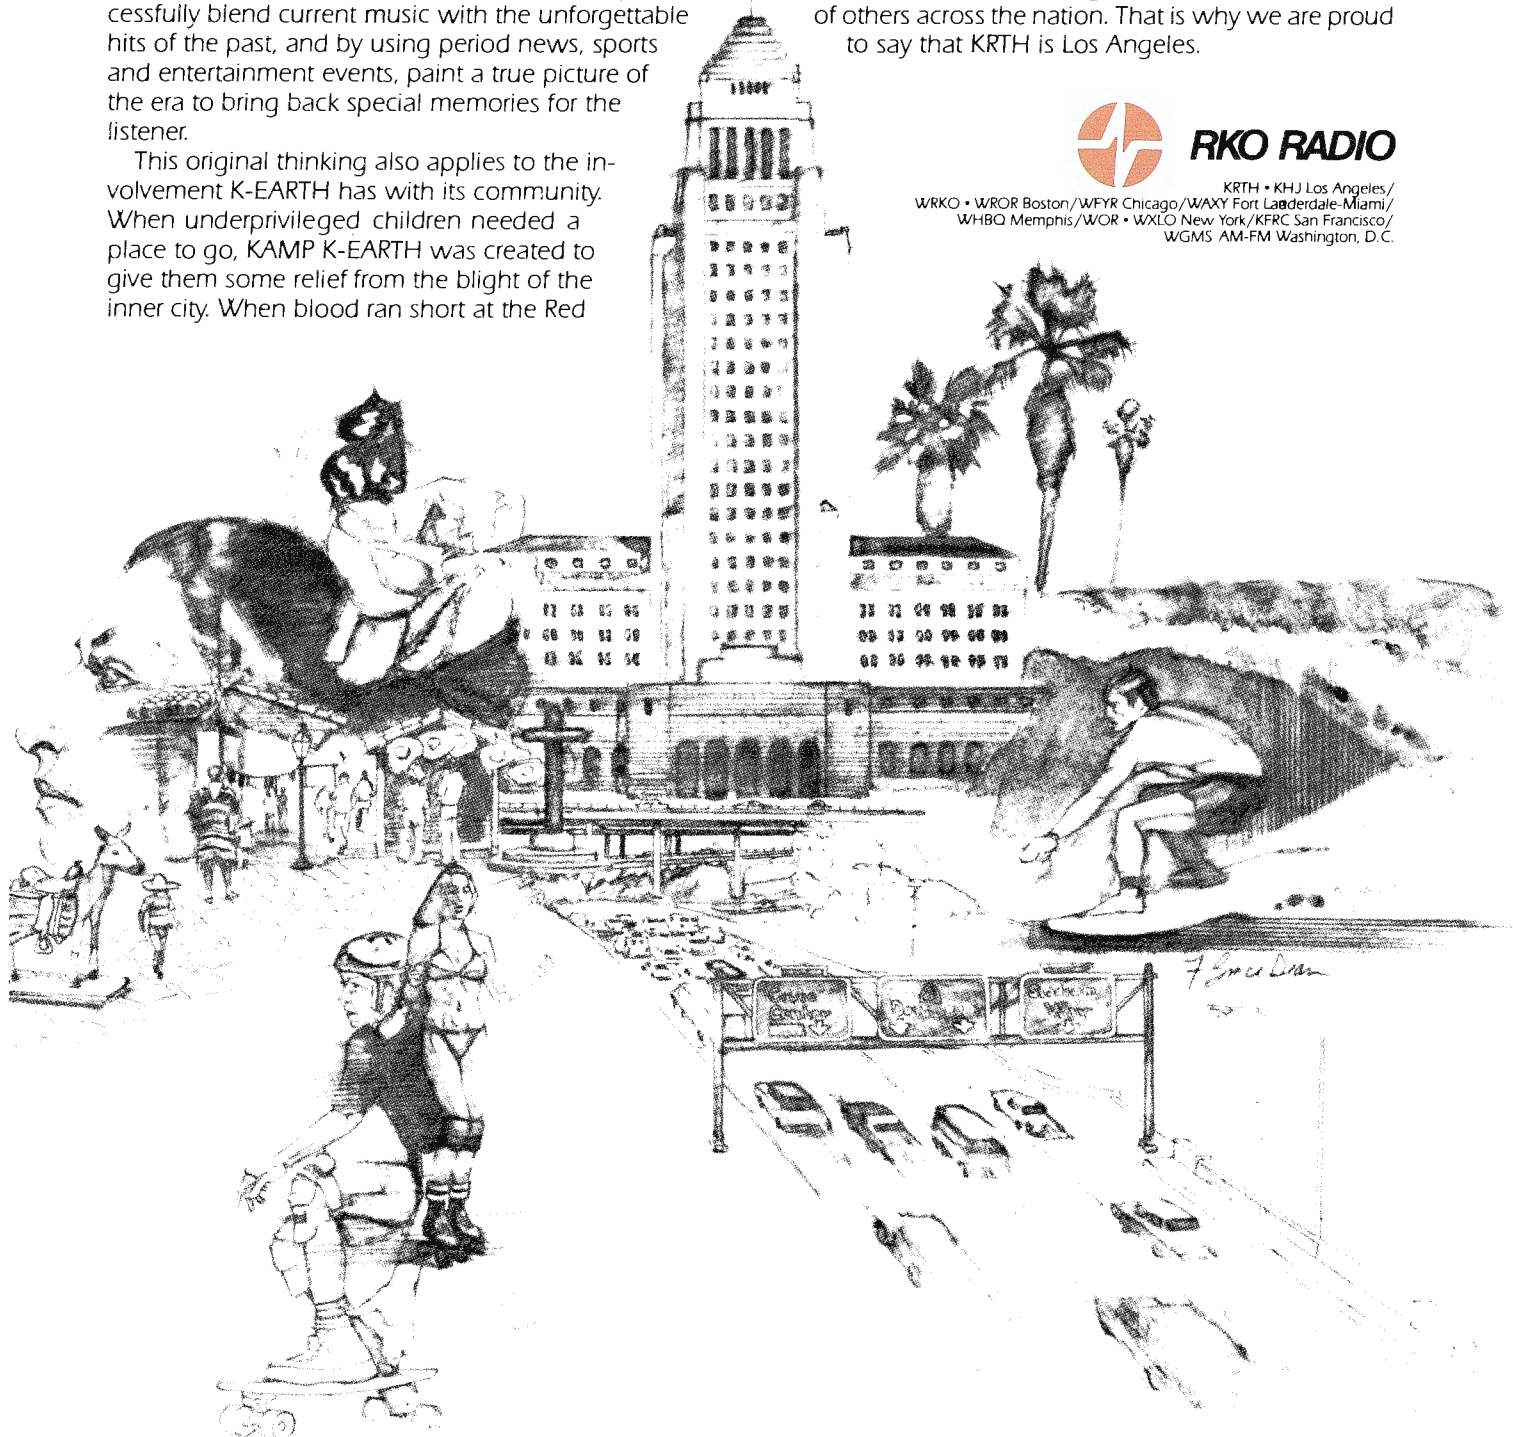 cessfully blend current music with the unforgettable
hits of the past, and by using period news, sports
and entertainment events, paint a true picture of
the era to bring back special memories for the
listener.
This original thinking also applies to the in-
volvement K-EARTH has with its community.
When underprivileged children needed a
place to go, KAMP K-EARTH was created to
give them some relief from the blight of the
inner city. When blood ran short at the Red
of others across the nation. That is why we are proud
to say that KRTH is Los Angeles.
RKO RADIO
KRTH • KHJ Los Angeles/
WRKO • WROR Boston/WFYR Chicago/WAXY Fort Lauderdale-Miami/
WHBQ Memphis/WOR • WXLO New York/KFRC San Francisco/
WGMS AM-FM Washington, D.C.